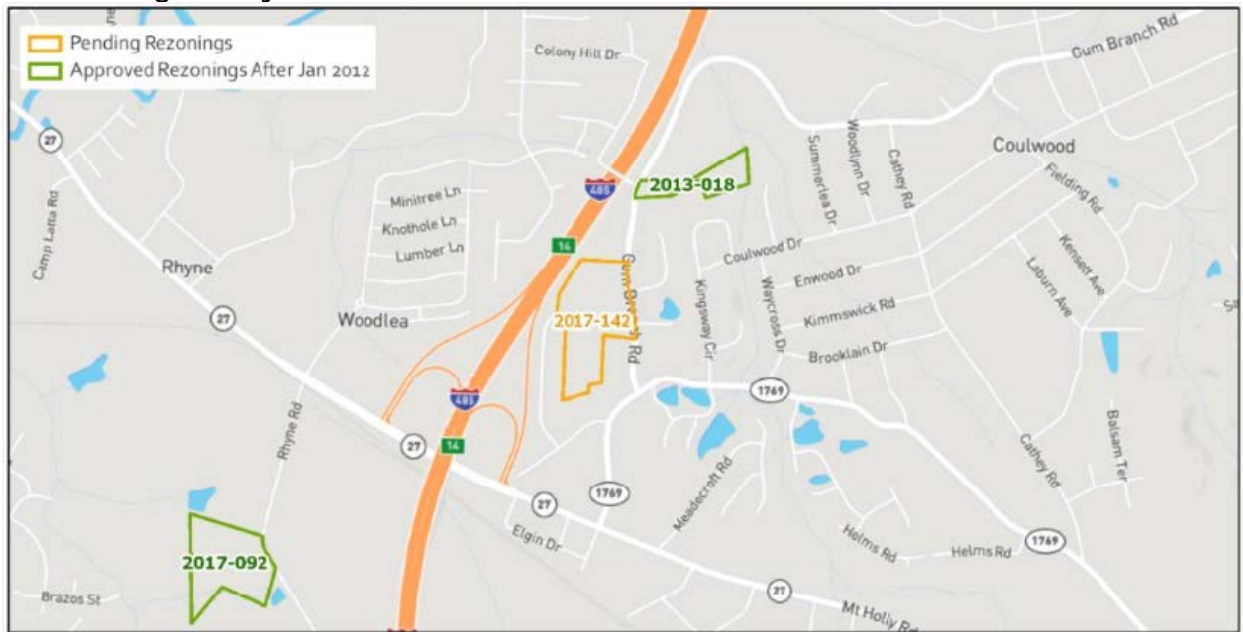 Pending Rezonings
Approved Rezonings After Jan 2012
Colony Hill Dr
Gum Branch Rd
27
Camp Latta Rd
Minitree Ln
Knothole Ln
Lumber Ln
485
2013-018
Summerlea Dr
Woodlynn Dr
Cathey Rd
Coulwood
Fielding Rd
Kenselt Ave
Laburn Ave
14
Rhyne
Coulwood Dr
Enwood Dr
Waycross Dr
Kingsway Cir
Gum Branch Rd
27
Woodlea
2017-142
Kimmswick Rd
Brooklain Dr
485
1769
Rhyne Rd
27
14
Balsam Ter
Cathey Rd
Meadecroft Rd
1769
27
Elgin Dr
Helms Rd
Helms Rd
1769
2017-092
Brazos St
27
Mt Holly Rd